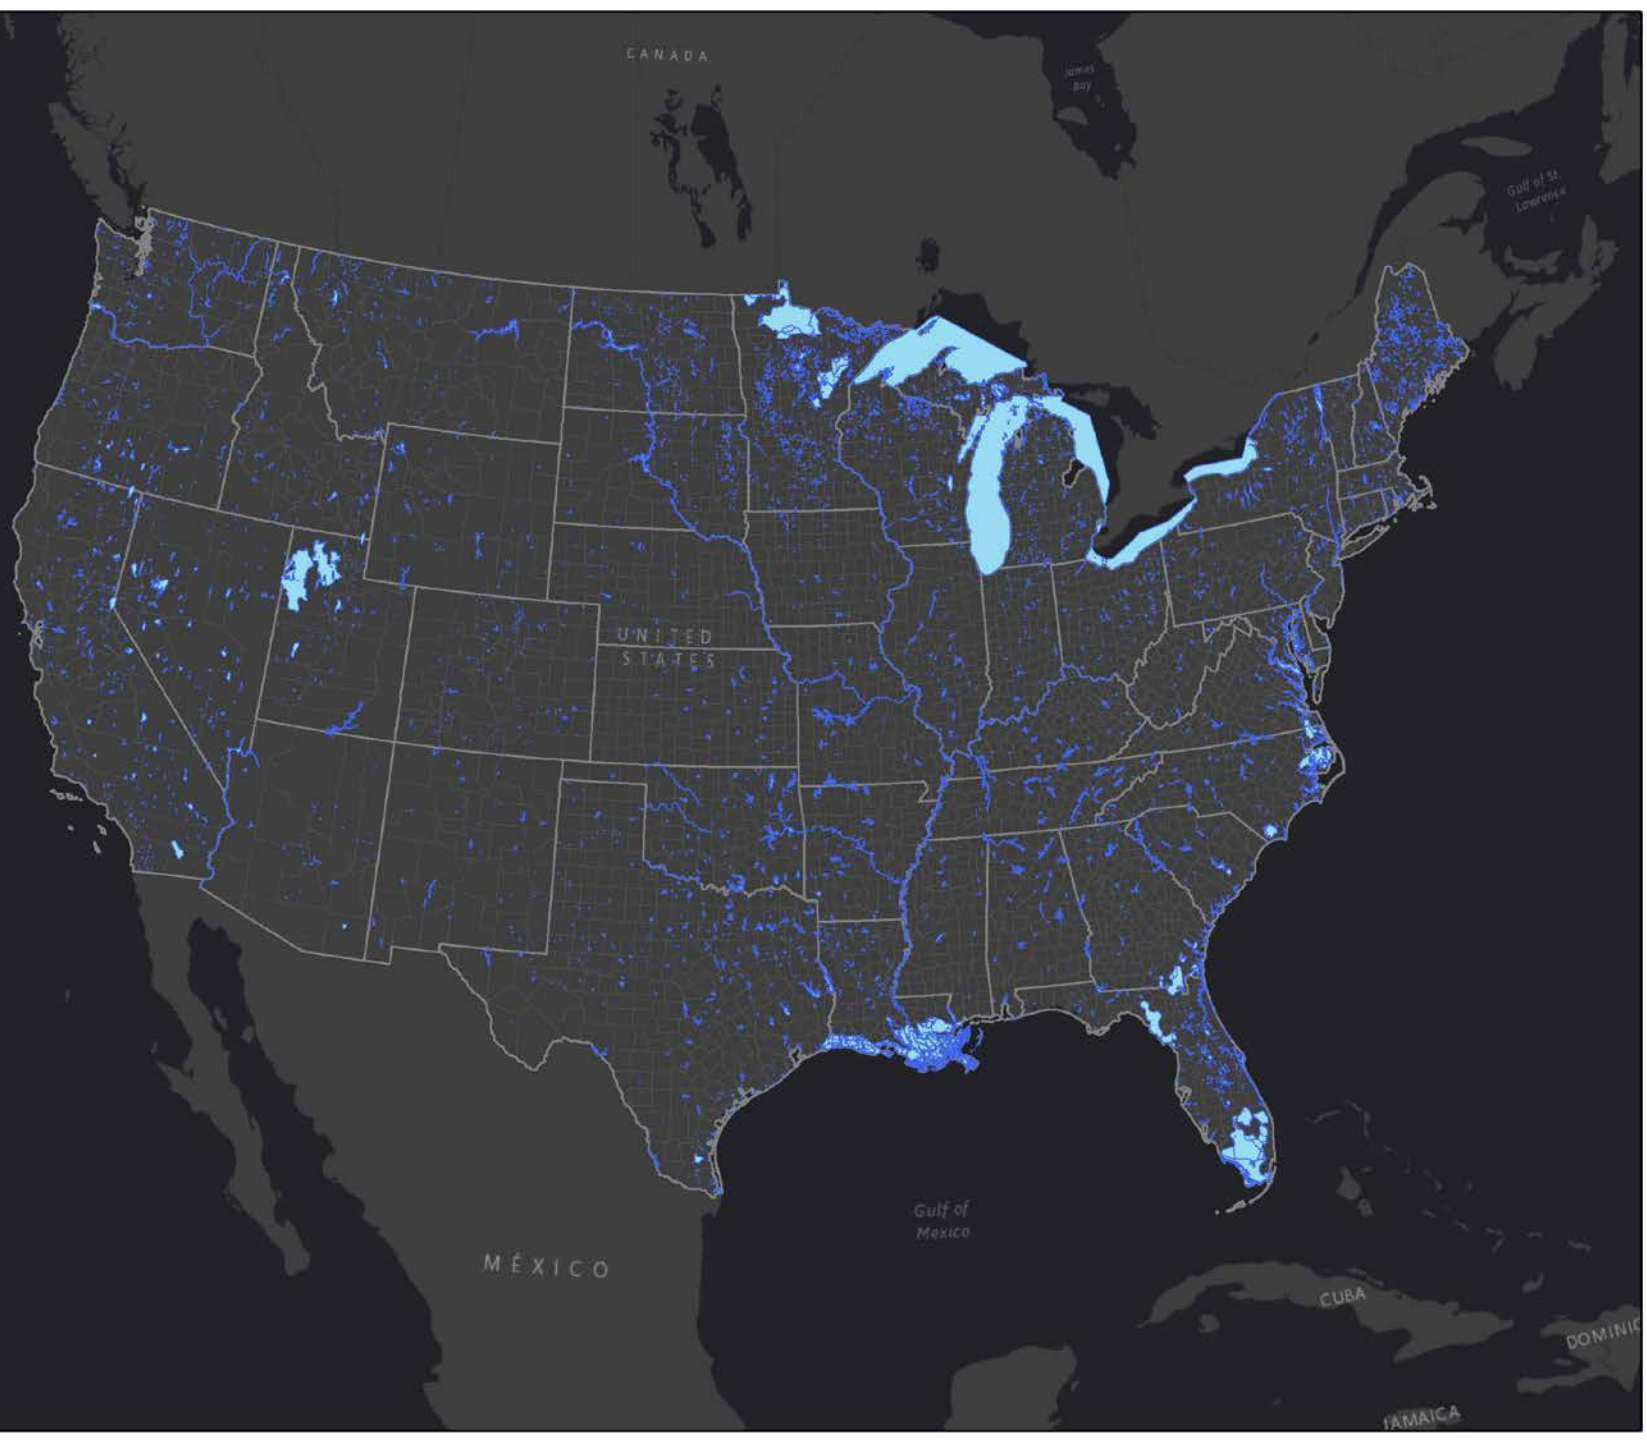 CANADA
James
Bay
Gulf of St.
Lawrence
UNITED
STATES
Gulf of
Mexico
MÉXICO
CUBA
DOMINIC
JAMAICA